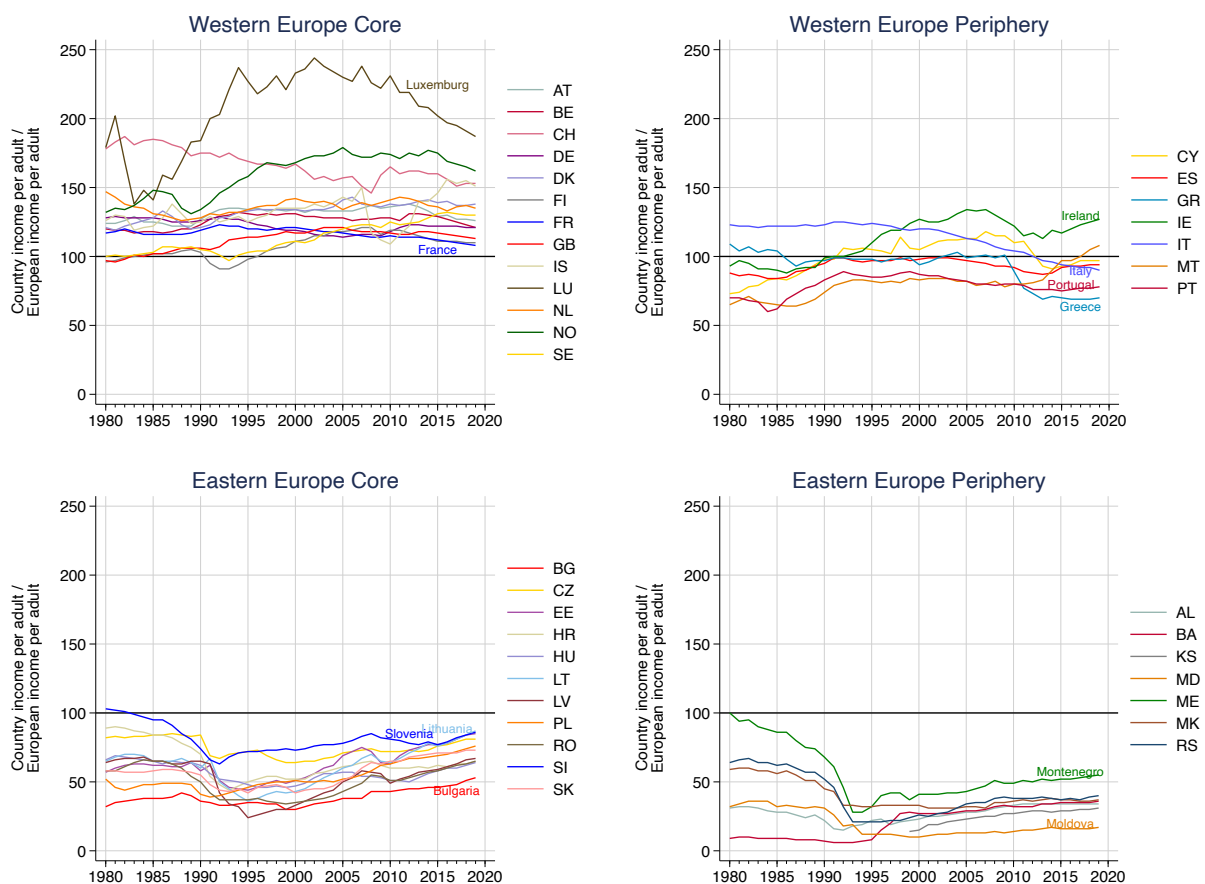 Western Europe Core
Country income per adult /
European income per adult
250
200
150
100
50
0
1980 1985 1990 1995 2000 2005 2010 2015 2020
Luxemburg
France
AT
BE
CH
DE
DK
FI
FR
GB
IS
LU
NL
NO
SE
Western Europe Periphery
Country income per adult /
European income per adult
250
200
150
100
50
0
1980 1985 1990 1995 2000 2005 2010 2015 2020
Ireland
Italy
Portugal
Greece
CY
ES
GR
IE
IT
MT
PT
Eastern Europe Core
Country income per adult /
European income per adult
250
200
150
100
50
0
1980 1985 1990 1995 2000 2005 2010 2015 2020
Lithuania
Slovenia
Bulgaria
BG
CZ
EE
HR
HU
LT
LV
PL
RO
SI
SK
Eastern Europe Periphery
Country income per adult /
European income per adult
250
200
150
100
50
0
1980 1985 1990 1995 2000 2005 2010 2015 2020
Montenegro
Moldova
AL
BA
KS
MD
ME
MK
RS